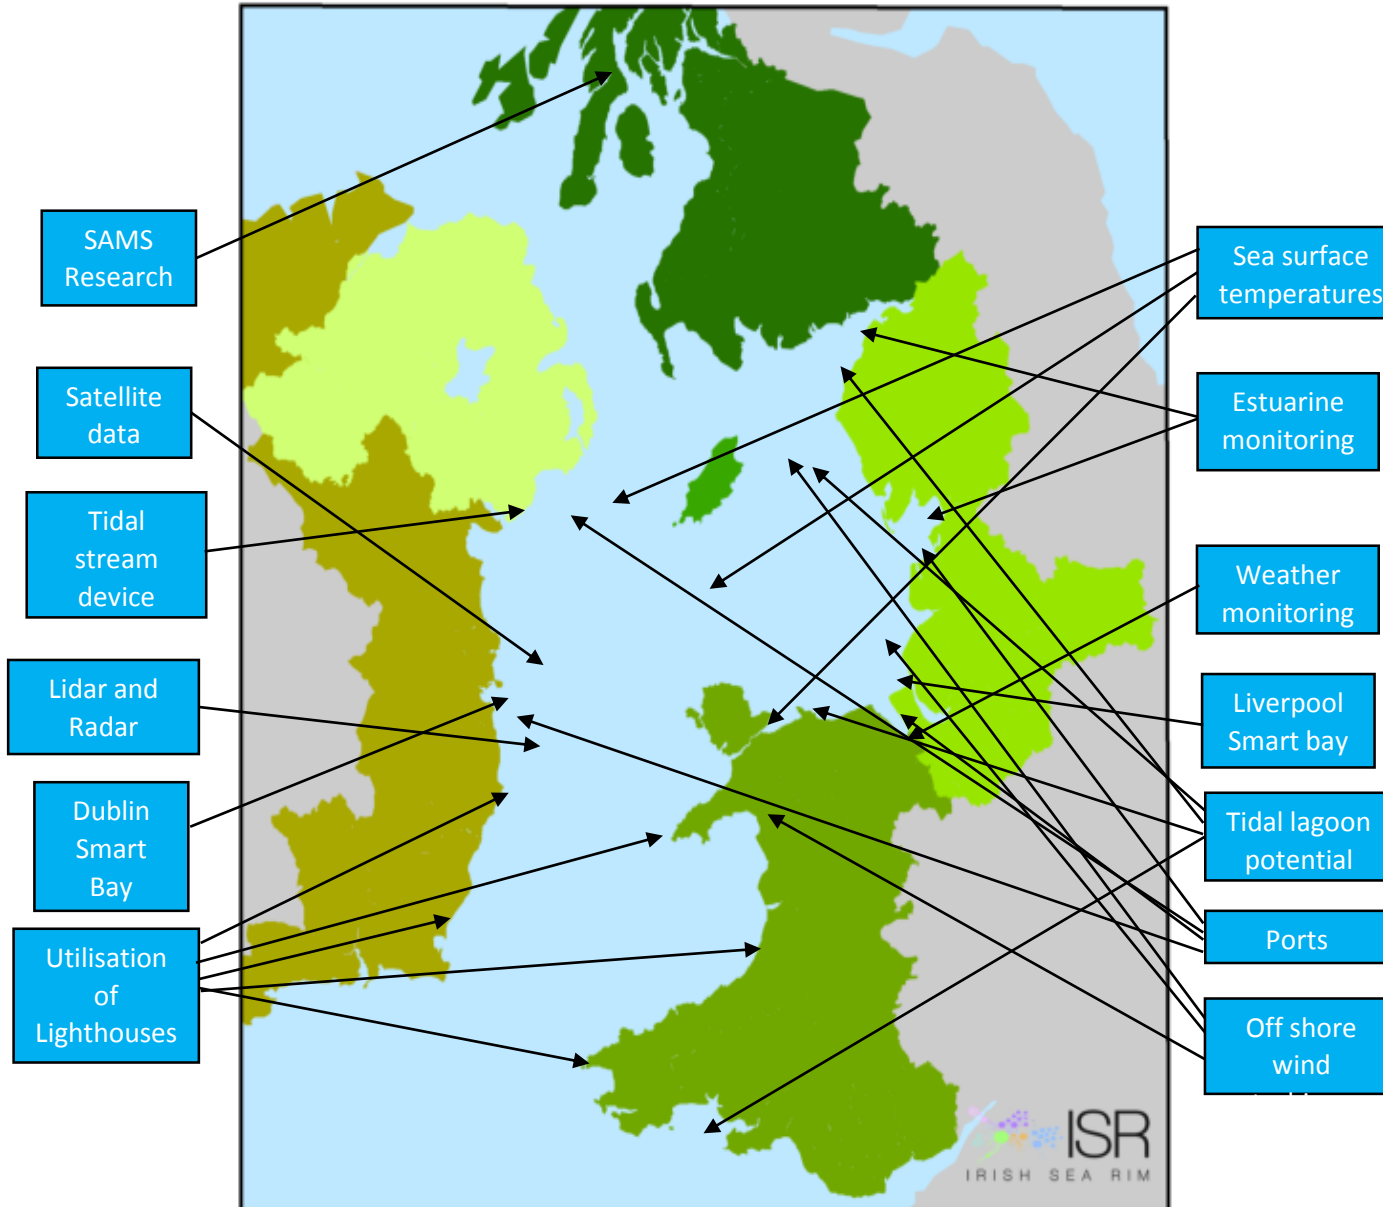 SAMS
Research
Satellite
data
Tidal
stream
device
Lidar and
Radar
Dublin
Smart
Bay
Utilisation
of
Lighthouses
Sea surface
temperatures
Estuarine
monitoring
Weather
monitoring
Liverpool
Smart bay
Tidal lagoon
potential
Ports
Off shore
wind
ISR
IRISH SEA RIM